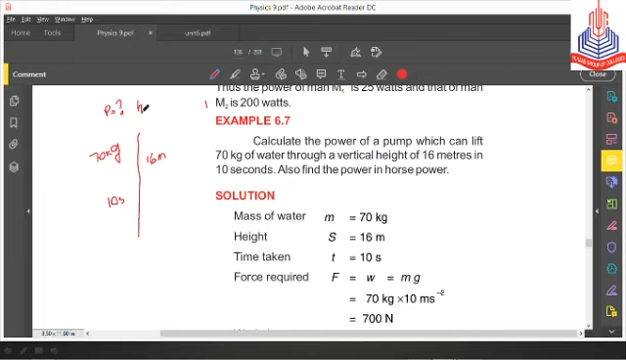 Physics 9.pdf - Adobe Acrobat Reader DC
File Edit View Window Help
Home Tools Physics 9.pdf × unit6.pdf
Comment Close
Thus the power of man M is 25 watts and that of man
M₂ is 200 watts.
EXAMPLE 6.7
Calculate the power of a pump which can lift
70 kg of water through a vertical height of 16 metres in
10 seconds. Also find the power in horse power.
SOLUTION
Mass of water m = 70 kg
Height S = 16 m
Time taken t = 10 s
Force required F = w = mg
= 70 kg ×10 ms⁻²
= 700 N
P=? h
70kg 16m
10s